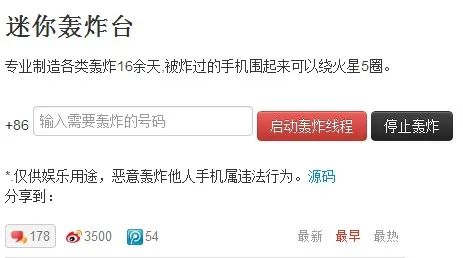 迷你轰炸台
专业制造各类轰炸16余天,被炸过的手机围起来可以绕火星5圈。
+86 输入需要轰炸的号码 启动轰炸线程 停止轰炸
*.仅供娱乐用途，恶意轰炸他人手机属违法行为。源码
分享到：
178 3500 54 最新 最早 最热